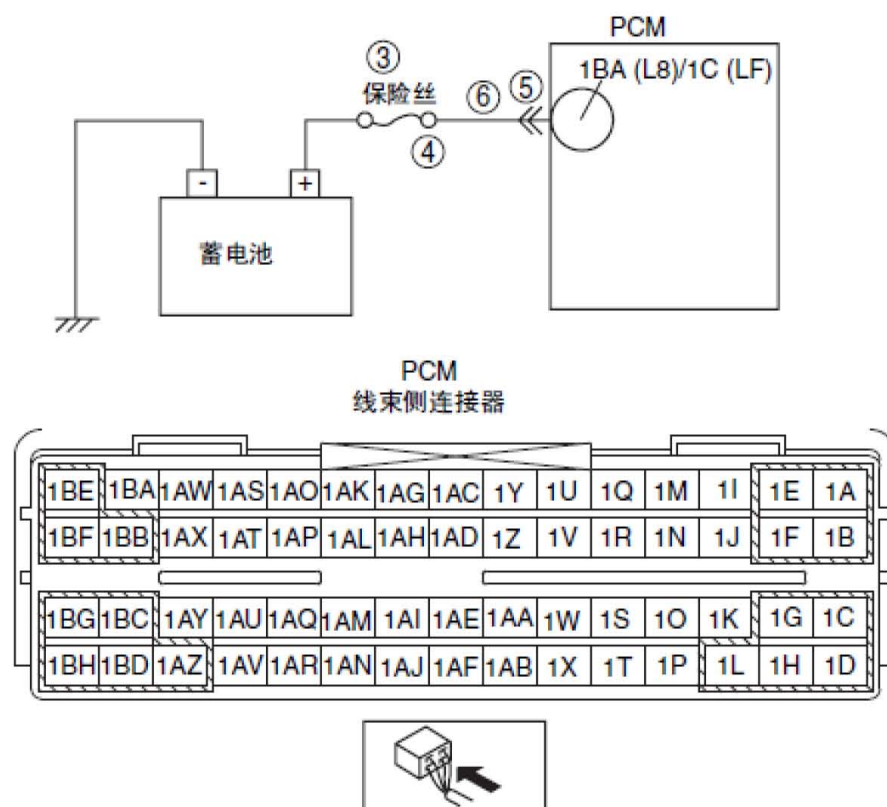 PCM
③
保险丝
④
⑥
⑤
1BA (L8)/1C (LF)
- +
蓄电池
PCM
线束侧连接器
1BE 1BA 1AW 1AS 1AO 1AK 1AG 1AC 1Y 1U 1Q 1M 1I 1E 1A
1BF 1BB 1AX 1AT 1AP 1AL 1AH 1AD 1Z 1V 1R 1N 1J 1F 1B
1BG 1BC 1AY 1AU 1AQ 1AM 1AI 1AE 1AA 1W 1S 1O 1K 1G 1C
1BH 1BD 1AZ 1AV 1AR 1AN 1AJ 1AF 1AB 1X 1T 1P 1L 1H 1D